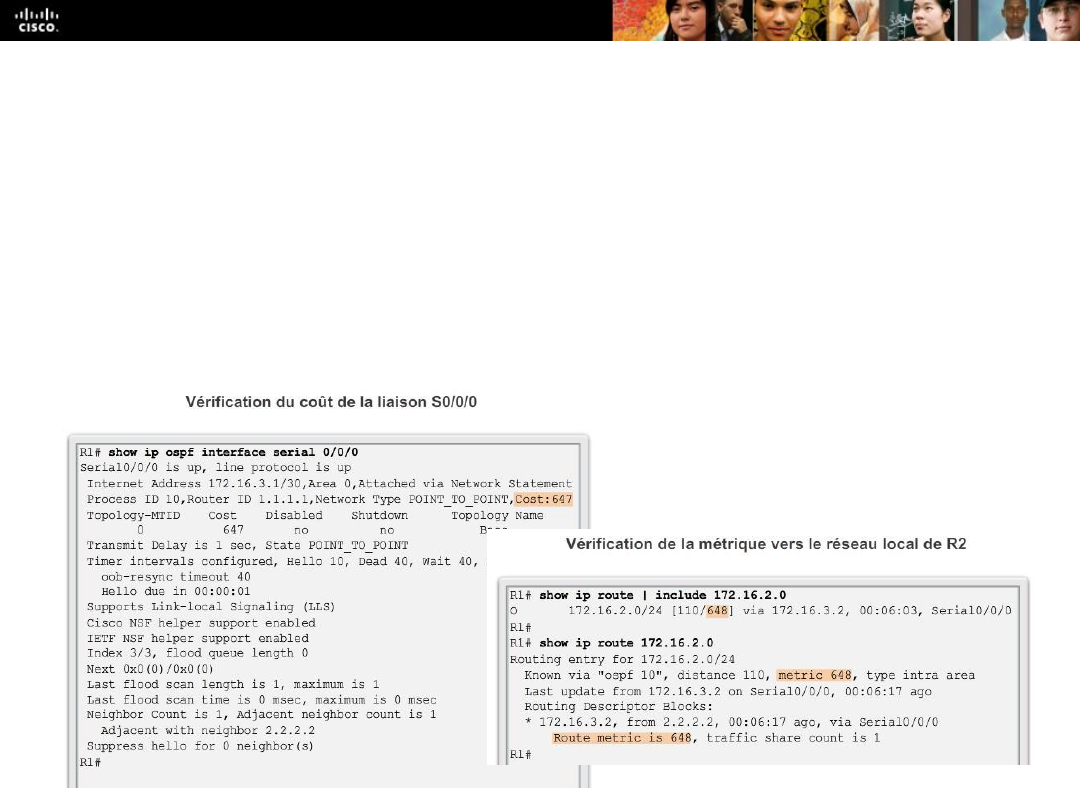 CISCO.
Vérification du coût de la liaison S0/0/0
R1# show ip ospf interface serial 0/0/0
Serial0/0/0 is up, line protocol is up
Internet Address 172.16.3.1/30,Area 0,Attached via Network Statement
Process ID 10,Router ID 1.1.1.1,Network Type POINT_TO_POINT,Cost:647
Topology-MTID Cost Disabled Shutdown Topology Name
0 647 no no
Transmit Delay is 1 sec, State POINT_TO_POINT
Timer intervals configured, Hello 10, Dead 40, Wait 40,
oob-resync timeout 40
Hello due in 00:00:01
Supports Link-local Signaling (LLS)
Cisco NSF helper support enabled
IETF NSF helper support enabled
Index 3/3, flood queue length 0
Next 0x0(0)/0x0(0)
Last flood scan length is 1, maximum is 1
Last flood scan time is 0 msec, maximum is 0 msec
Neighbor Count is 1, Adjacent neighbor count is 1
Adjacent with neighbor 2.2.2.2
Suppress hello for 0 neighbor(s)
R1#
Vérification de la métrique vers le réseau local de R2
R1# show ip route | include 172.16.2.0
O 172.16.2.0/24 [110/648] via 172.16.3.2, 00:06:03, Serial0/0/0
R1#
R1# show ip route 172.16.2.0
Routing entry for 172.16.2.0/24
Known via "ospf 10", distance 110, metric 648, type intra area
Last update from 172.16.3.2 on Serial0/0/0, 00:06:17 ago
Routing Descriptor Blocks:
* 172.16.3.2, from 2.2.2.2, 00:06:17 ago, via Serial0/0/0
Route metric is 648, traffic share count is 1
R1#